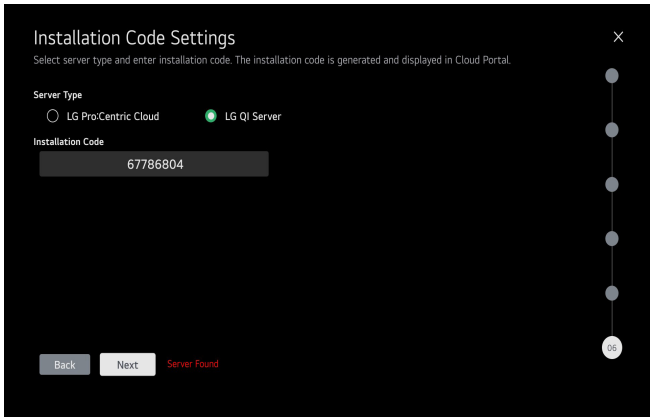 Installation Code Settings
Select server type and enter installation code. The installation code is generated and displayed in Cloud Portal.
Server Type
LG Pro:Centric Cloud LG QI Server
Installation Code
67786804
06
Back Next Server Found